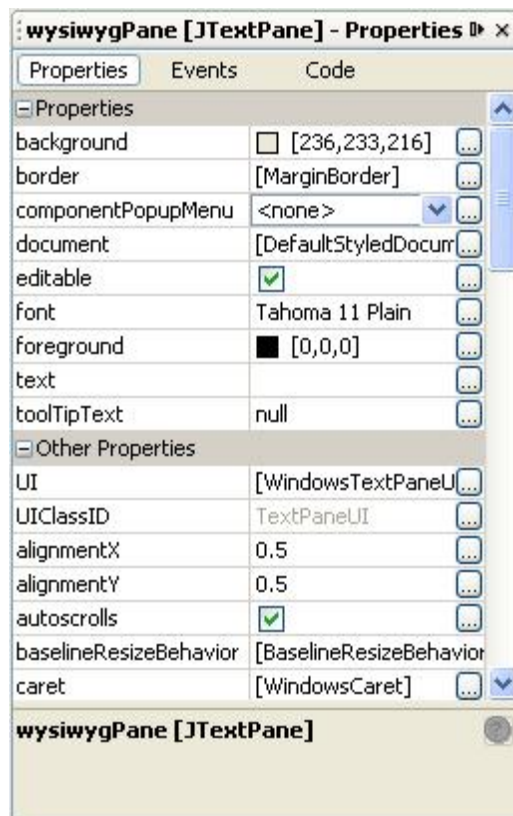 wysiwygPane [JTextPane] - Properties
Properties Events Code
Properties
background [236,233,216] ...
border [MarginBorder] ...
componentPopupMenu <none> ...
document [DefaultStyledDocum ...
editable ...
font Tahoma 11 Plain ...
foreground [0,0,0] ...
text ...
toolTipText null ...
Other Properties
UI [WindowsTextPaneU ...
UIClassID TextPaneUI ...
alignmentX 0.5 ...
alignmentY 0.5 ...
autoscrolls ...
baselineResizeBehavior [BaselineResizeBehavior
caret [WindowsCaret] ...
wysiwygPane [JTextPane]